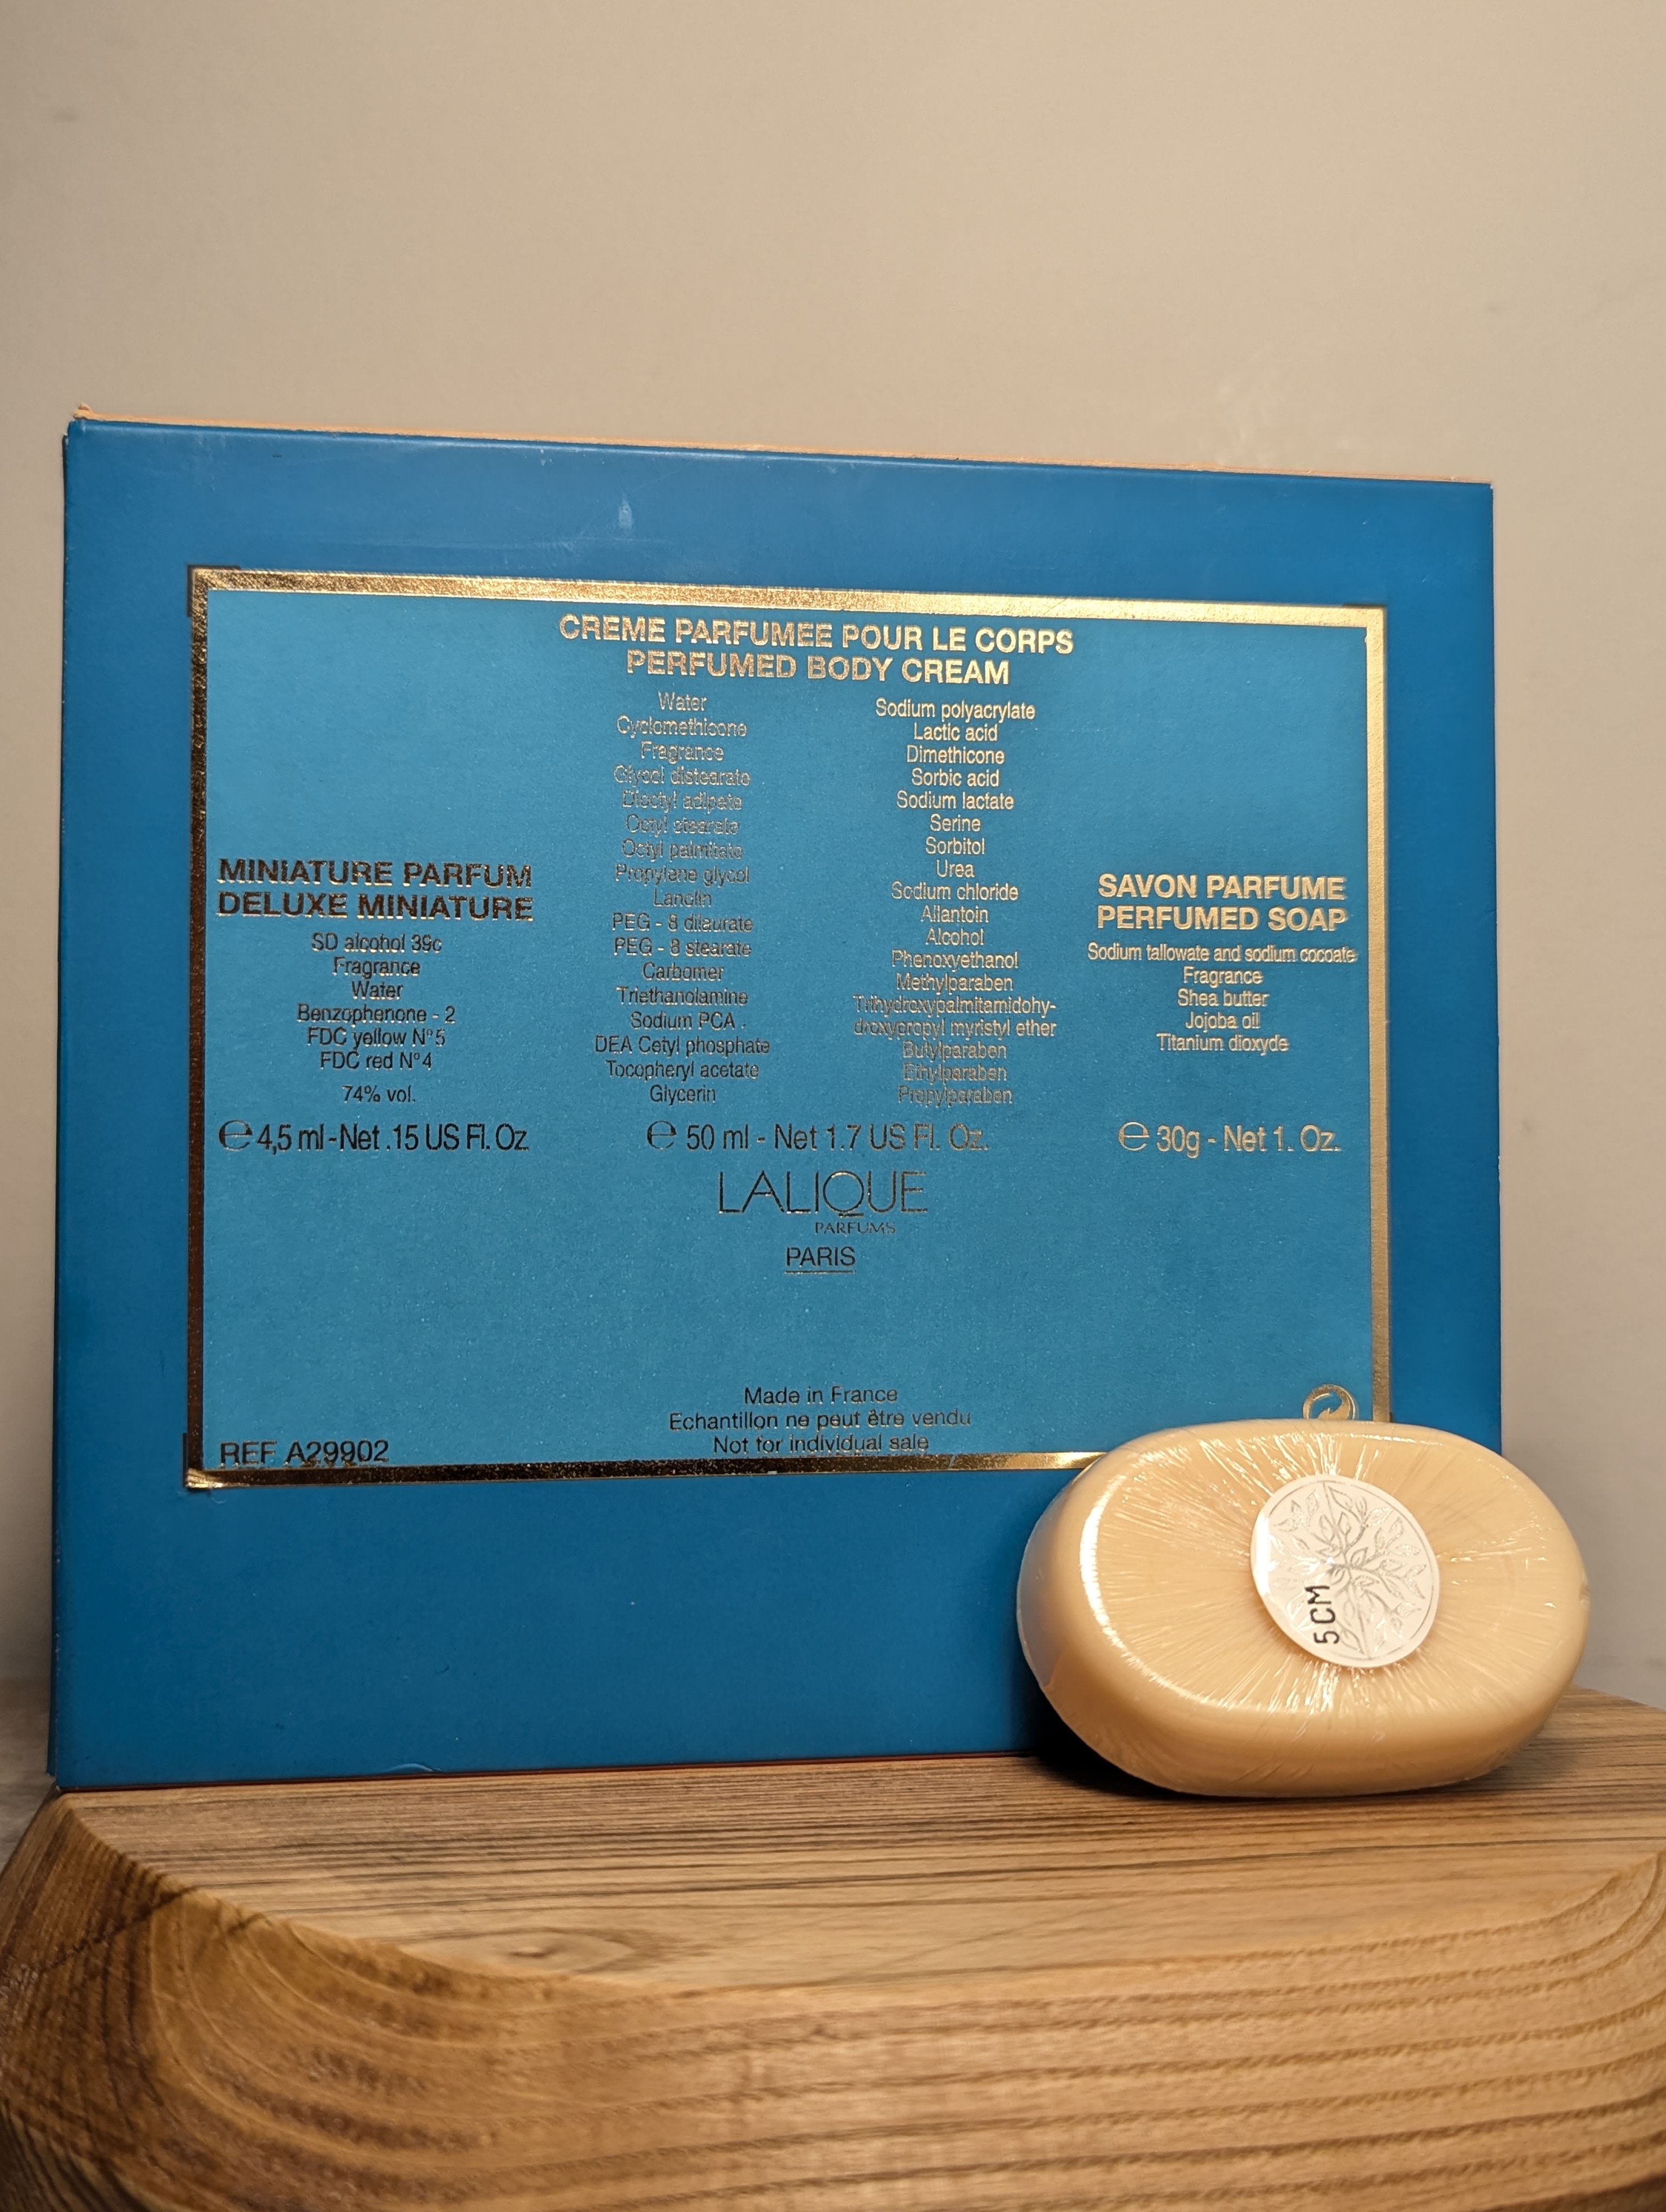 CREME PARFUMEE POUR LE CORPS
PERFUMED BODY CREAM
Water
Cyclomethicone
Fragrance
Glycol distearate
Dioctyl adipate
Octyl stearate
Octyl palmitate
Propylene glycol
Lanolin
PEG - 8 dilaurate
PEG - 8 stearate
Carbomer
Triethanolamine
Sodium PCA
DEA Cetyl phosphate
Tocopheryl acetate
Glycerin
Sodium polyacrylate
Lactic acid
Dimethicone
Sorbic acid
Sodium lactate
Serine
Sorbitol
Urea
Sodium chloride
Allantoin
Alcohol
Phenoxyethanol
Methylparaben
Trihydroxypalmitamidohy-
droxypropyl myristyl ether
Butylparaben
Ethylparaben
Propylparaben
℮ 50 ml - Net 1.7 US Fl. Oz.
MINIATURE PARFUM
DELUXE MINIATURE
SD alcohol 39c
Fragrance
Water
Benzophenone - 2
FDC yellow N°5
FDC red N°4
74% vol.
℮ 4,5 ml - Net .15 US Fl. Oz.
SAVON PARFUME
PERFUMED SOAP
Sodium tallowate and sodium cocoate
Fragrance
Shea butter
Jojoba oil
Titanium dioxyde
℮ 30g - Net 1. Oz.
LALIQUE
PARFUMS
PARIS
Made in France
Echantillon ne peut être vendu
Not for individual sale
REF A29902
5 CM